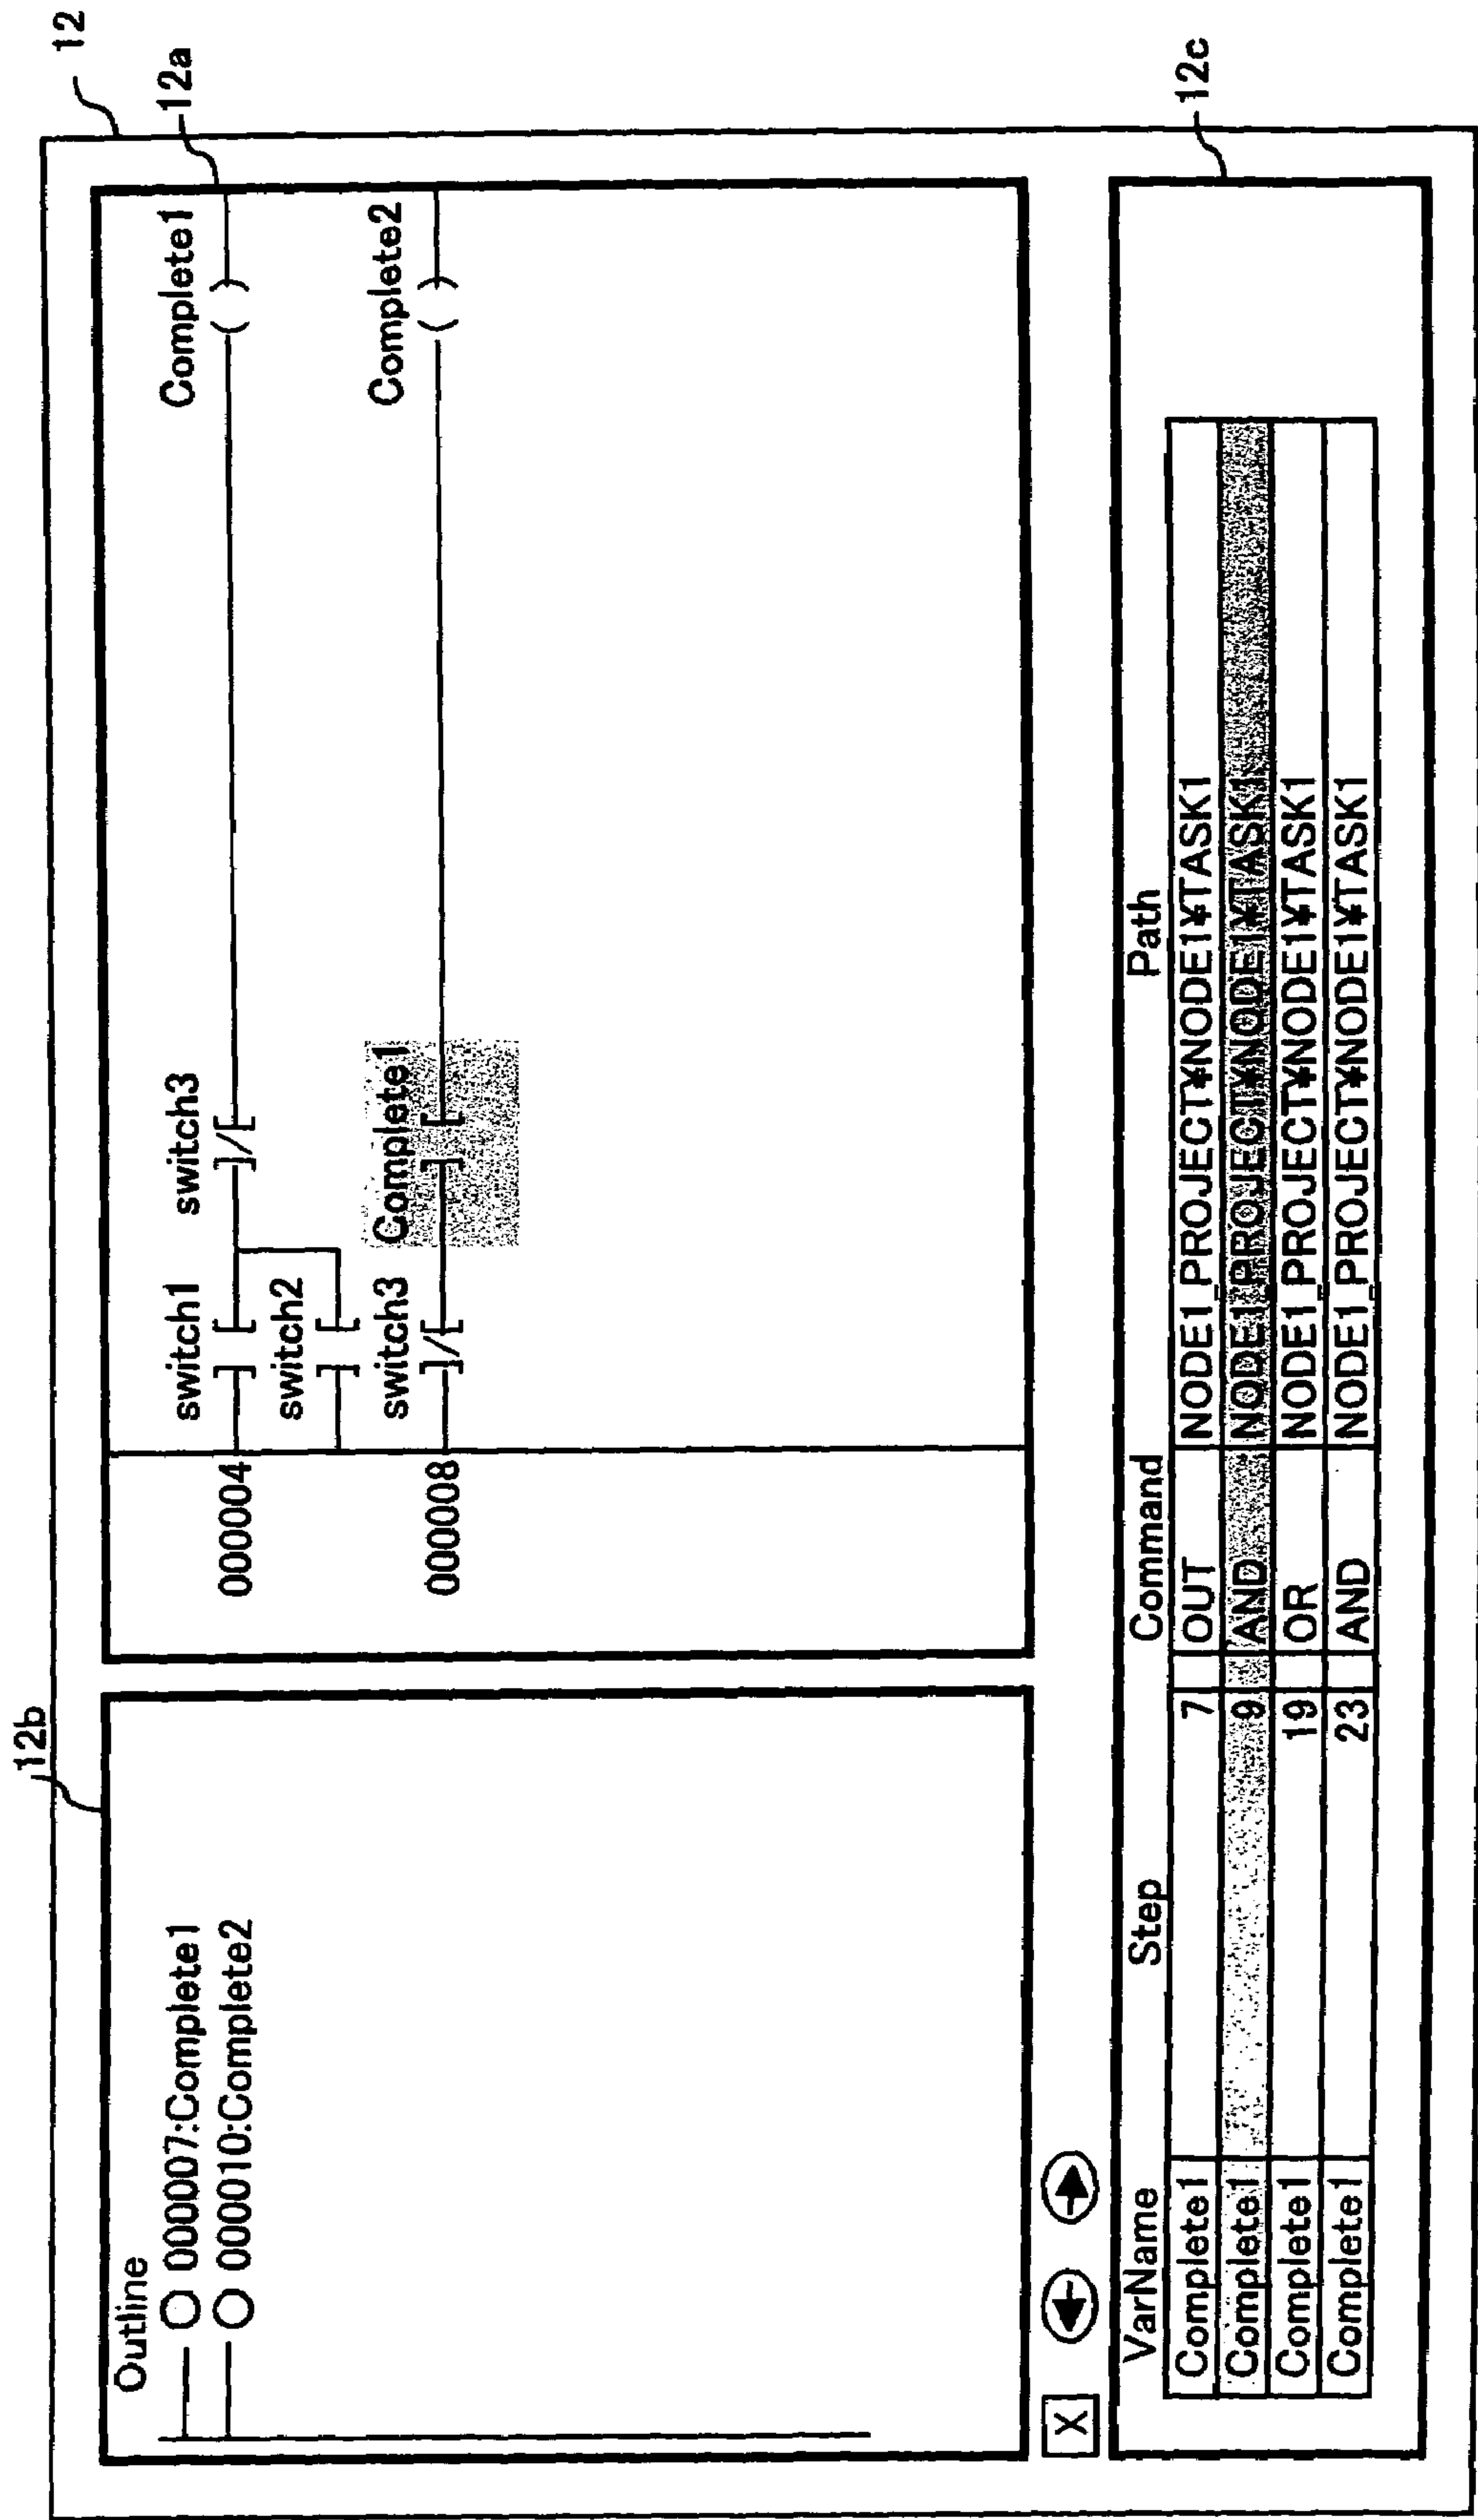 12
12b
12a
Outline
000007:Complete1
000010:Complete2
000004
switch1
switch3
Complete1
] [
]/[
( )
switch2
] [
000008
switch3
Complete1
Complete2
]/[
] [
( )
X
12c
VarName Step Command Path
Complete1 7 OUT NODE1_PROJECT¥NODE1¥TASK1
Complete1 9 AND NODE1_PROJECT¥NODE1¥TASK1
Complete1 19 OR NODE1_PROJECT¥NODE1¥TASK1
Complete1 23 AND NODE1_PROJECT¥NODE1¥TASK1